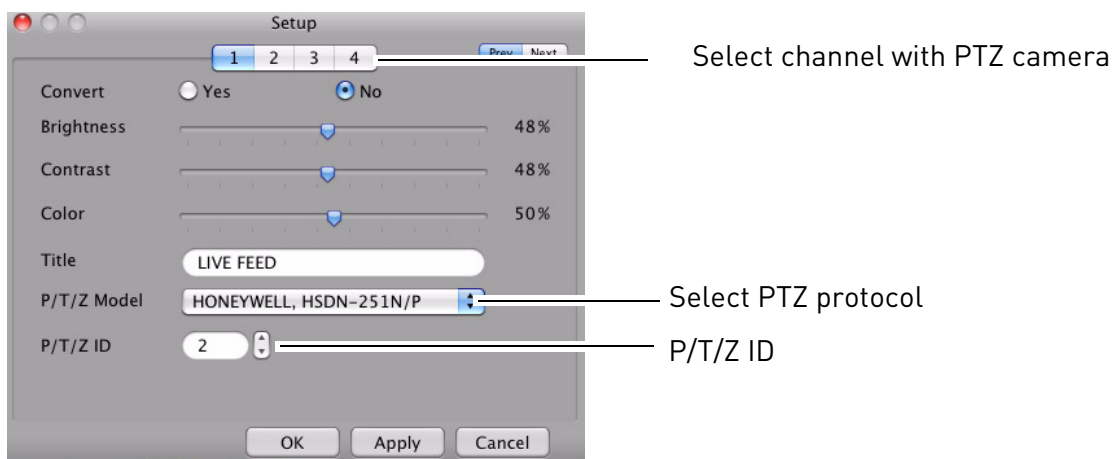 Setup
1 2 3 4
Prev Next
Select channel with PTZ camera
Convert Yes No
Brightness 48%
Contrast 48%
Color 50%
Title LIVE FEED
P/T/Z Model HONEYWELL, HSDN-251N/P
Select PTZ protocol
P/T/Z ID 2
P/T/Z ID
OK Apply Cancel